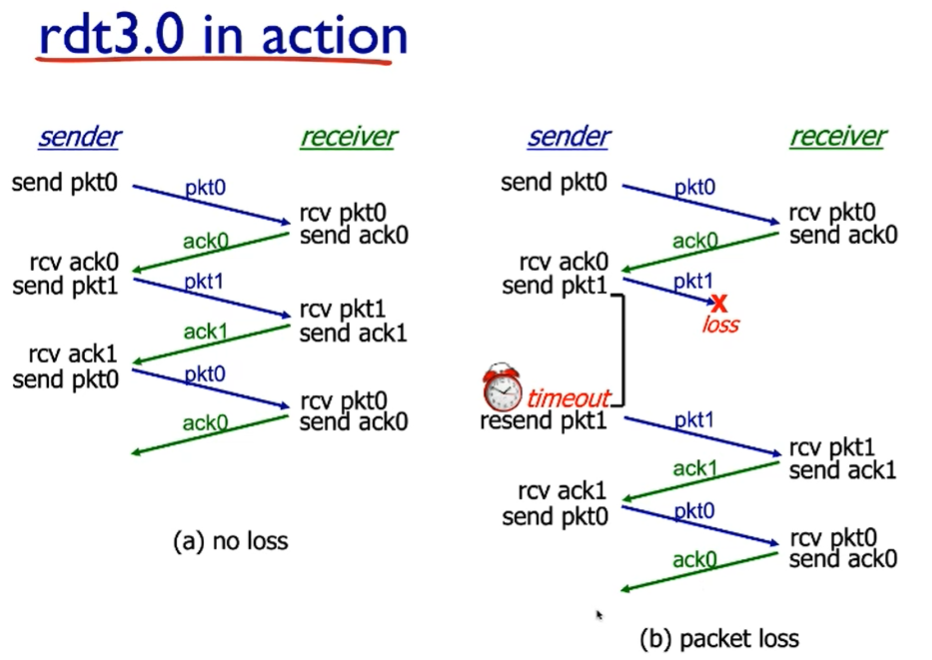 rdt3.0 in action
sender
receiver
send pkt0
pkt0
rcv pkt0
send ack0
ack0
rcv ack0
send pkt1
pkt1
rcv pkt1
send ack1
ack1
rcv ack1
send pkt0
pkt0
rcv pkt0
send ack0
ack0
(a) no loss
sender
receiver
send pkt0
pkt0
rcv pkt0
send ack0
ack0
rcv ack0
send pkt1
pkt1
X
loss
timeout
resend pkt1
pkt1
rcv pkt1
send ack1
ack1
rcv ack1
send pkt0
pkt0
rcv pkt0
send ack0
ack0
(b) packet loss